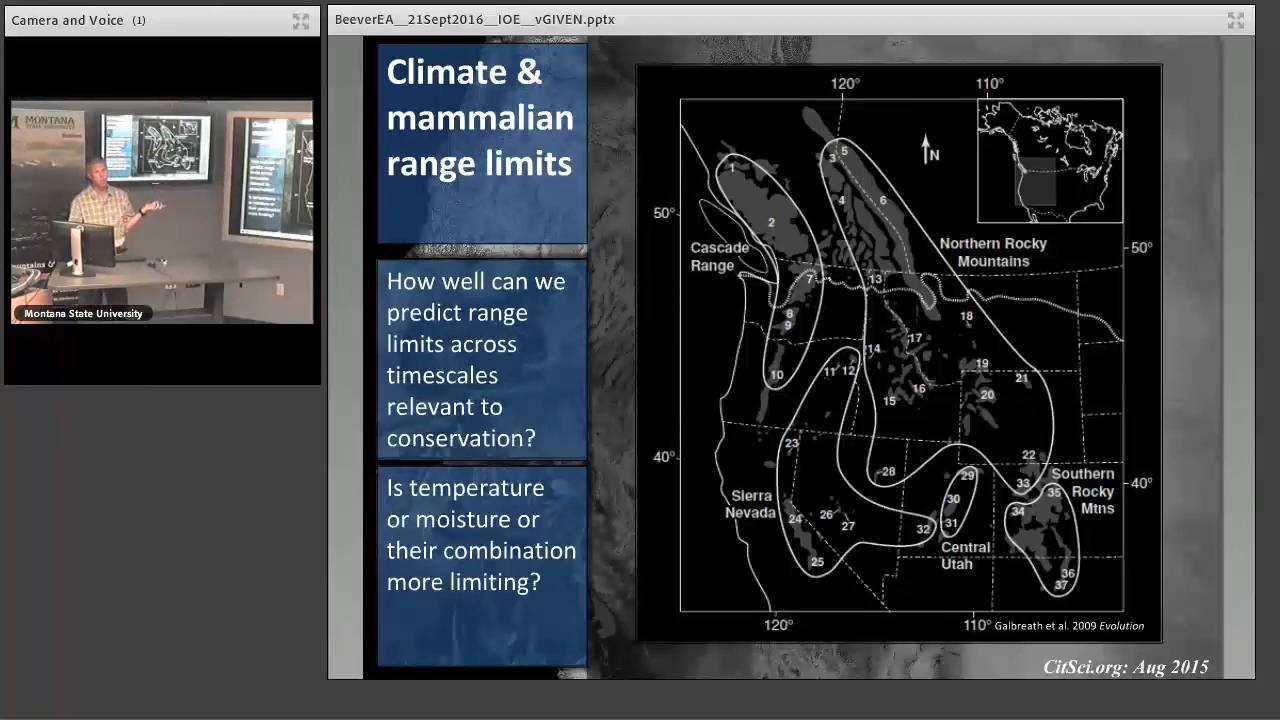 Camera and Voice (1)
BeeverEA__21Sept2016__IOE__vGIVEN.pptx
MONTANA
Montana State University
Climate &
mammalian
range limits
How well can we
predict range
limits across
timescales
relevant to
conservation?
Is temperature
or moisture or
their combination
more limiting?
120°
110°
N
50°
50°
40°
40°
120°
110°
Cascade
Range
Northern Rocky
Mountains
Sierra
Nevada
Central
Utah
Southern
Rocky
Mtns
1
2
3
5
4
6
7
8
9
10
11
12
13
14
15
16
17
18
19
20
21
22
23
24
25
26
27
28
29
30
31
32
33
34
35
36
37
Galbreath et al. 2009 Evolution
CitSci.org: Aug 2015